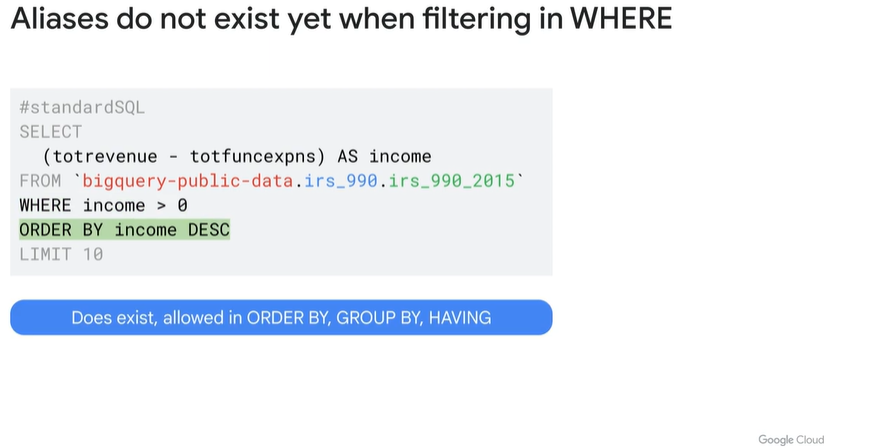 Aliases do not exist yet when filtering in WHERE
#standardSQL
SELECT
(totrevenue - totfuncexpns) AS income
FROM `bigquery-public-data.irs_990.irs_990_2015`
WHERE income > 0
ORDER BY income DESC
LIMIT 10
Does exist, allowed in ORDER BY, GROUP BY, HAVING
Google Cloud